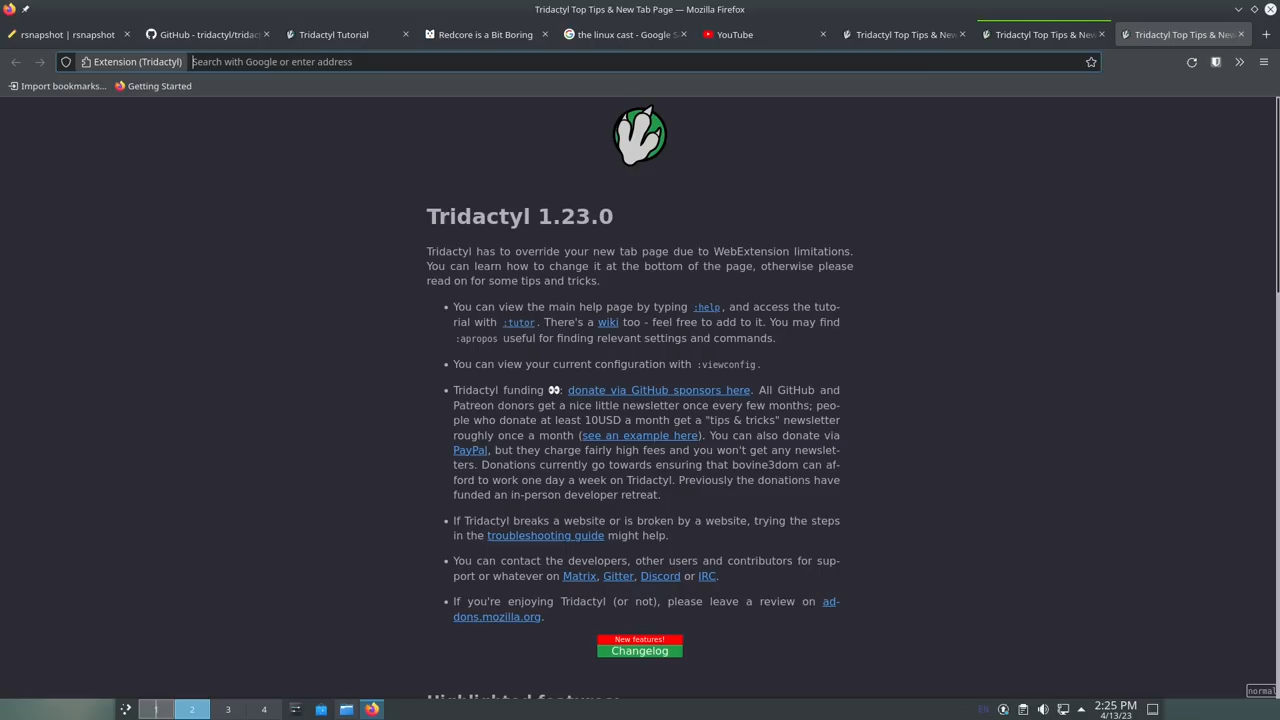 Tridactyl Top Tips & New Tab Page — Mozilla Firefox
rsnapshot | rsnapshot
GitHub - tridactyl/tridac
Tridactyl Tutorial
Redcore is a Bit Boring
the linux cast - Google S
YouTube
Tridactyl Top Tips & New
Tridactyl Top Tips & New
Tridactyl Top Tips & New
Extension (Tridactyl)
Search with Google or enter address
Import bookmarks...
Getting Started
Tridactyl 1.23.0
Tridactyl has to override your new tab page due to WebExtension limitations.
You can learn how to change it at the bottom of the page, otherwise please
read on for some tips and tricks.
• You can view the main help page by typing :help, and access the tuto-
rial with :tutor. There's a wiki too - feel free to add to it. You may find
:apropos useful for finding relevant settings and commands.
• You can view your current configuration with :viewconfig.
• Tridactyl funding 👀: donate via GitHub sponsors here. All GitHub and
Patreon donors get a nice little newsletter once every few months; peo-
ple who donate at least 10USD a month get a "tips & tricks" newsletter
roughly once a month (see an example here). You can also donate via
PayPal, but they charge fairly high fees and you won't get any newslet-
ters. Donations currently go towards ensuring that bovine3dom can af-
ford to work one day a week on Tridactyl. Previously the donations have
funded an in-person developer retreat.
• If Tridactyl breaks a website or is broken by a website, trying the steps
in the troubleshooting guide might help.
• You can contact the developers, other users and contributors for sup-
port or whatever on Matrix, Gitter, Discord or IRC.
• If you're enjoying Tridactyl (or not), please leave a review on ad-
dons.mozilla.org.
New features!
Changelog
Highlighted features:
normal
1
2
3
4
EN
2:25 PM
4/13/23